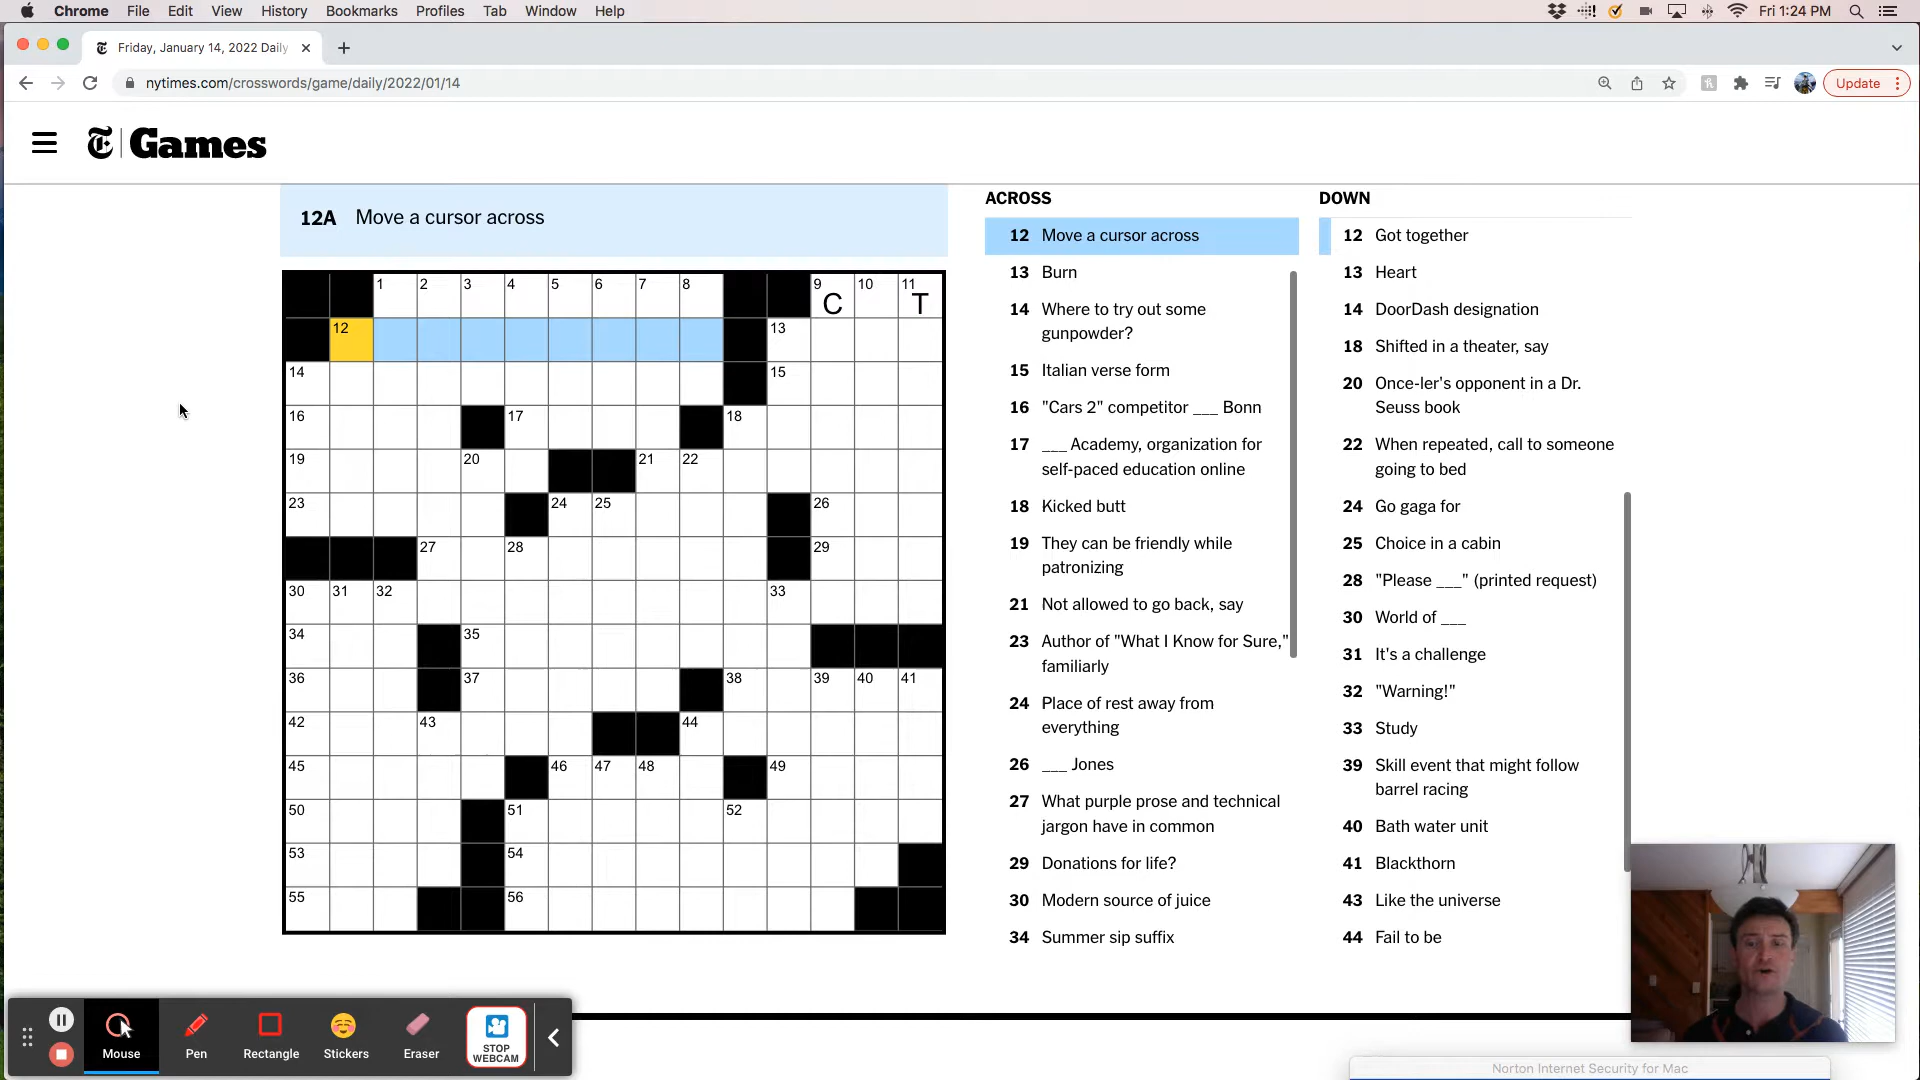 Chrome File Edit View History Bookmarks Profiles Tab Window Help Fri 1:24 PM
Friday, January 14, 2022 Daily
nytimes.com/crosswords/game/daily/2022/01/14 Update
T Games
12A Move a cursor across
1 2 3 4 5 6 7 8 9 C 10 11 T
12 13
14 15
16 17 18
19 20 21 22
23 24 25 26
27 28 29
30 31 32 33
34 35
36 37 38 39 40 41
42 43 44
45 46 47 48 49
50 51 52
53 54
55 56
ACROSS
12 Move a cursor across
13 Burn
14 Where to try out some
gunpowder?
15 Italian verse form
16 "Cars 2" competitor ___ Bonn
17 ___ Academy, organization for
self-paced education online
18 Kicked butt
19 They can be friendly while
patronizing
21 Not allowed to go back, say
23 Author of "What I Know for Sure,"
familiarly
24 Place of rest away from
everything
26 ___ Jones
27 What purple prose and technical
jargon have in common
29 Donations for life?
30 Modern source of juice
34 Summer sip suffix
DOWN
12 Got together
13 Heart
14 DoorDash designation
18 Shifted in a theater, say
20 Once-ler's opponent in a Dr.
Seuss book
22 When repeated, call to someone
going to bed
24 Go gaga for
25 Choice in a cabin
28 "Please ___" (printed request)
30 World of ___
31 It's a challenge
32 "Warning!"
33 Study
39 Skill event that might follow
barrel racing
40 Bath water unit
41 Blackthorn
43 Like the universe
44 Fail to be
Mouse Pen Rectangle Stickers Eraser STOP
WEBCAM
Norton Internet Security for Mac